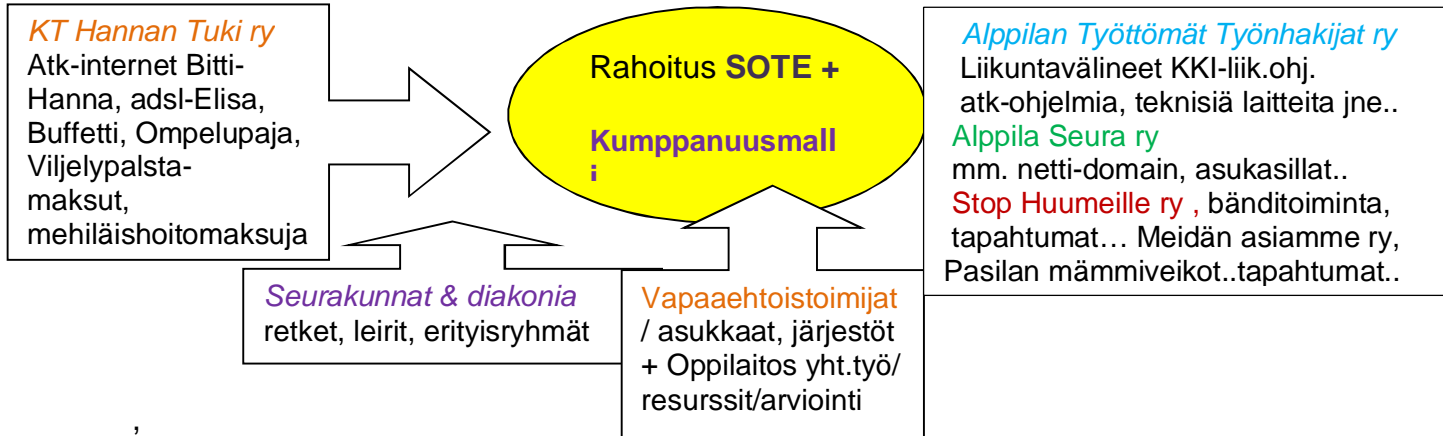 KT Hannan Tuki ry
Atk-internet Bitti-
Hanna, adsl-Elisa,
Buffetti, Ompelupaja,
Viljelypalsta-
maksut,
mehiläishoitomaksuja
Rahoitus SOTE +
Kumppanuusmall
i
Alppilan Työttömät Työnhakijat ry
Liikuntavälineet KKI-liik.ohj.
atk-ohjelmia, teknisiä laitteita jne..
Alppila Seura ry
mm. netti-domain, asukasillat..
Stop Huumeille ry , bänditoiminta,
tapahtumat… Meidän asiamme ry,
Pasilan mämmiveikot..tapahtumat..
Seurakunnat & diakonia
retket, leirit, erityisryhmät
Vapaaehtoistoimijat
/ asukkaat, järjestöt
+ Oppilaitos yht.työ/
resurssit/arviointi
,